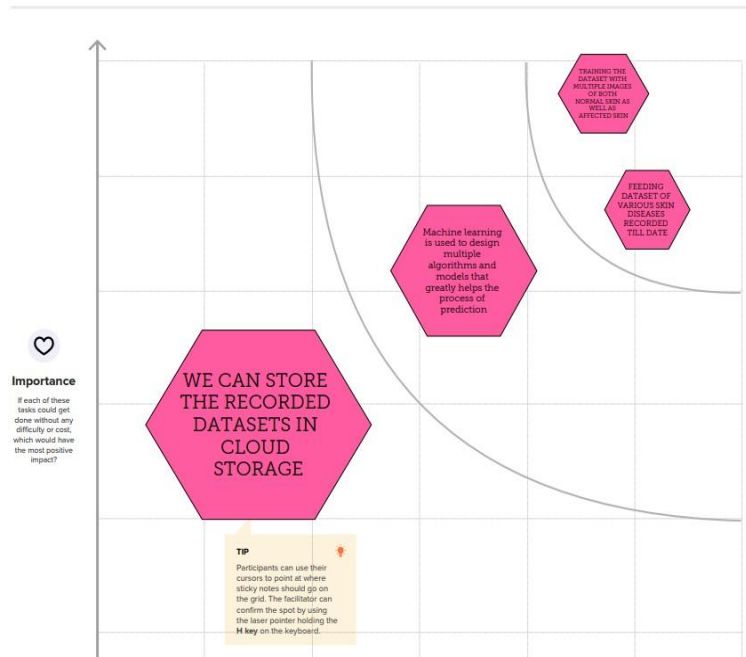 TRAINING THE
DATASET WITH
MULTIPLE IMAGES
OF BOTH
NORMAL SKIN AS
WELL AS
AFFECTED SKIN
FEEDING
DATASET OF
VARIOUS SKIN
DISEASES
RECORDED
TILL DATE
Machine learning
is used to design
multiple
algorithms and
models that
greatly helps the
process of
prediction
WE CAN STORE
THE RECORDED
DATASETS IN
CLOUD
STORAGE
Importance
If each of these
tasks could get
done without any
difficulty or cost,
which would have
the most positive
impact?
TIP
Participants can use their
cursors to point at where
sticky notes should go on
the grid. The facilitator can
confirm the spot by using
the laser pointer holding the
H key on the keyboard.